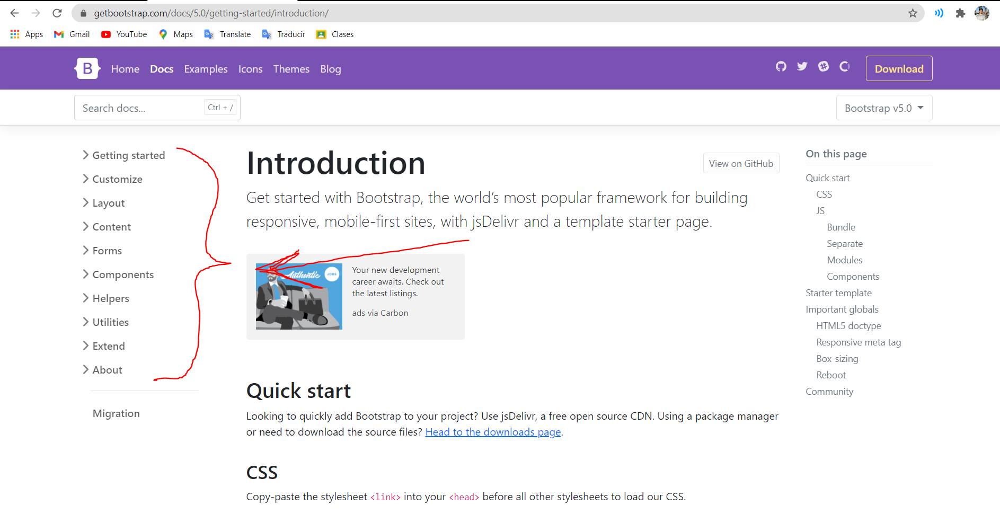 getbootstrap.com/docs/5.0/getting-started/introduction/
Apps Gmail YouTube Maps Translate Traducir Clases
B Home Docs Examples Icons Themes Blog Download
Search docs... Ctrl + / Bootstrap v5.0
Getting started
Customize
Layout
Content
Forms
Components
Helpers
Utilities
Extend
About
Migration
Introduction
View on GitHub
Get started with Bootstrap, the world’s most popular framework for building
responsive, mobile-first sites, with jsDelivr and a template starter page.
Authentic JOBS
Your new development
career awaits. Check out
the latest listings.
ads via Carbon
Quick start
Looking to quickly add Bootstrap to your project? Use jsDelivr, a free open source CDN. Using a package manager
or need to download the source files? Head to the downloads page.
CSS
Copy-paste the stylesheet <link> into your <head> before all other stylesheets to load our CSS.
On this page
Quick start
CSS
JS
Bundle
Separate
Modules
Components
Starter template
Important globals
HTML5 doctype
Responsive meta tag
Box-sizing
Reboot
Community